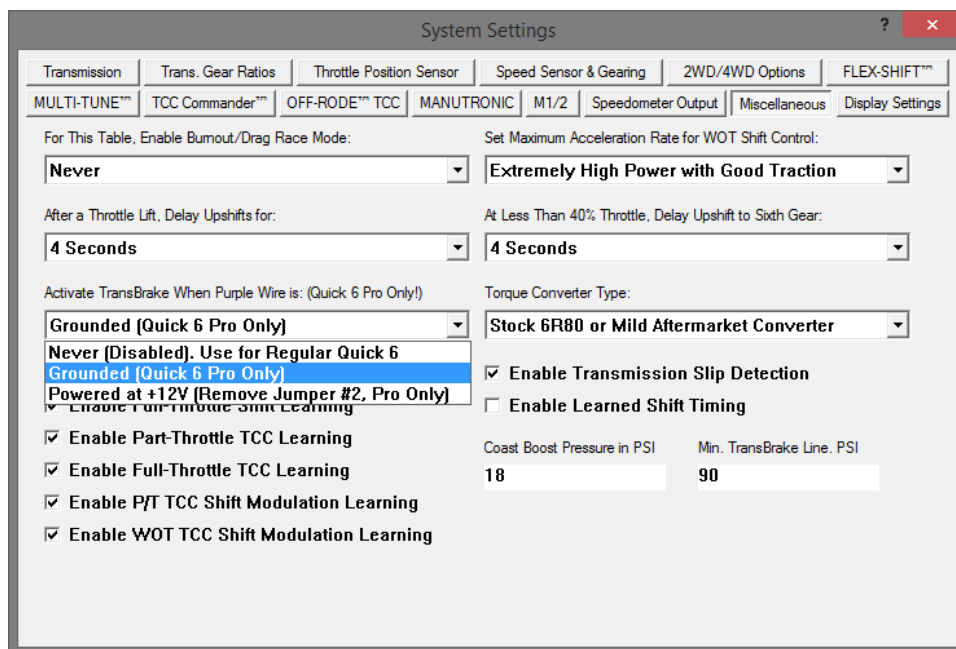 System Settings
?
Transmission
Trans. Gear Ratios
Throttle Position Sensor
Speed Sensor & Gearing
2WD/4WD Options
FLEX-SHIFT™
MULTI-TUNE™
TCC Commander™
OFF-RODE™ TCC
MANUTRONIC
M1/2
Speedometer Output
Miscellaneous
Display Settings
For This Table, Enable Burnout/Drag Race Mode:
Never
Set Maximum Acceleration Rate for WOT Shift Control:
Extremely High Power with Good Traction
After a Throttle Lift, Delay Upshifts for:
4 Seconds
At Less Than 40% Throttle, Delay Upshift to Sixth Gear:
4 Seconds
Activate TransBrake When Purple Wire is: (Quick 6 Pro Only!)
Grounded (Quick 6 Pro Only)
Never (Disabled). Use for Regular Quick 6
Grounded (Quick 6 Pro Only)
Powered at +12V (Remove Jumper #2, Pro Only)
Torque Converter Type:
Stock 6R80 or Mild Aftermarket Converter
Enable Full-Throttle Shift Learning
Enable Part-Throttle TCC Learning
Enable Full-Throttle TCC Learning
Enable P/T TCC Shift Modulation Learning
Enable WOT TCC Shift Modulation Learning
Enable Transmission Slip Detection
Enable Learned Shift Timing
Coast Boost Pressure in PSI
18
Min. TransBrake Line. PSI
90